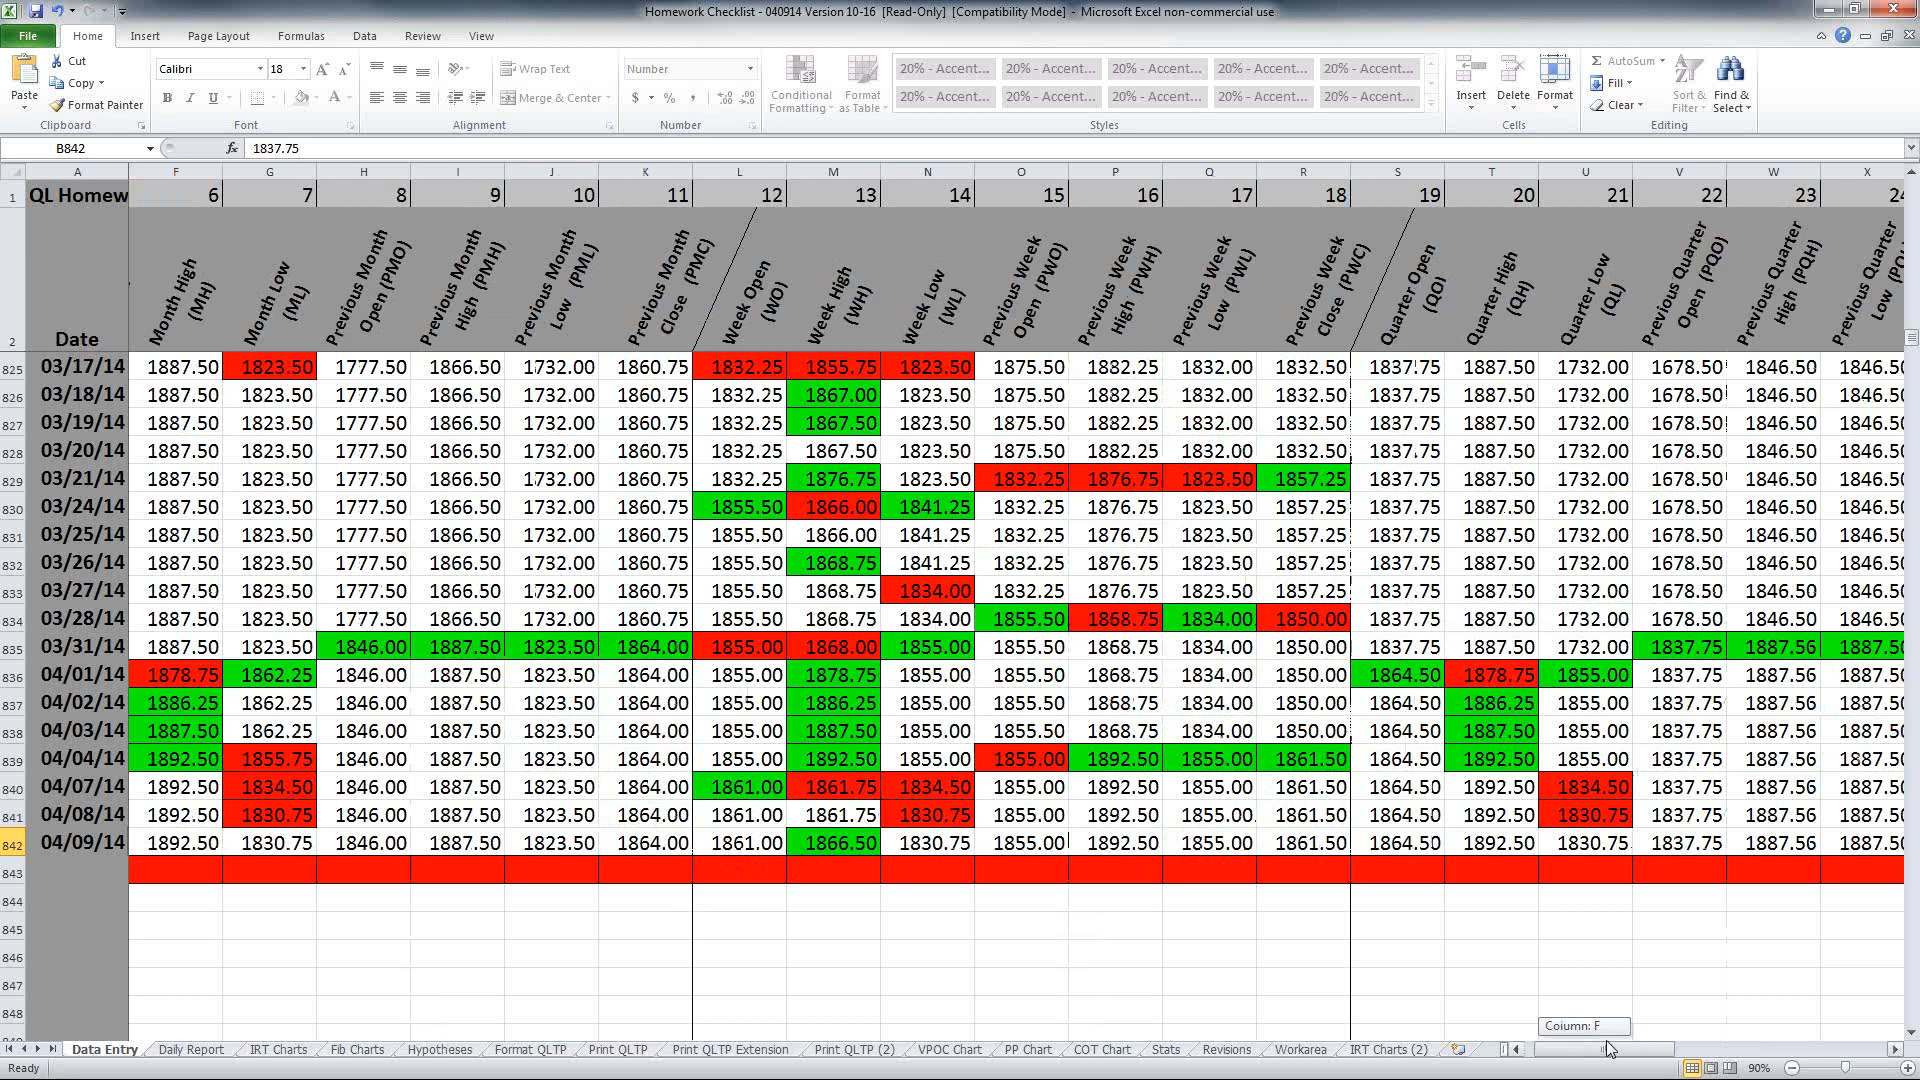 Homework Checklist - 040914 Version 10-16 [Read-Only] [Compatibility Mode] - Microsoft Excel non-commercial use
File Home Insert Page Layout Formulas Data Review View
Paste Cut Copy Format Painter Clipboard
Calibri 18 B I U Font
Wrap Text Merge & Center Alignment
Number $ % , Number
Conditional Formatting Format as Table
20% - Accent... 20% - Accent... 20% - Accent... 20% - Accent... 20% - Accent...
20% - Accent... 20% - Accent... 20% - Accent... 20% - Accent... 20% - Accent...
Styles
Insert Delete Format Cells
AutoSum Fill Clear Sort & Filter Find & Select Editing
B842 fx 1837.75
A F G H I J K L M N O P Q R S T U V W X
1 QL Homew 6 7 8 9 10 11 12 13 14 15 16 17 18 19 20 21 22 23 24
2 Date Month High (MH) Month Low (ML) Previous Month Open (PMO) Previous Month High (PMH) Previous Month Low (PML) Previous Month Close (PMC) Week Open (WO) Week High (WH) Week Low (WL) Previous Week Open (PWO) Previous Week High (PWH) Previous Week Low (PWL) Previous Week Close (PWC) Quarter Open (QO) Quarter High (QH) Quarter Low (QL) Previous Quarter Open (PQO) Previous Quarter High (PQH) Previous Quarter Low
825 03/17/14 1887.50 1823.50 1777.50 1866.50 1732.00 1860.75 1832.25 1855.75 1823.50 1875.50 1882.25 1832.00 1832.50 1837.75 1887.50 1732.00 1678.50 1846.50 1846.50
826 03/18/14 1887.50 1823.50 1777.50 1866.50 1732.00 1860.75 1832.25 1867.00 1823.50 1875.50 1882.25 1832.00 1832.50 1837.75 1887.50 1732.00 1678.50 1846.50 1846.50
827 03/19/14 1887.50 1823.50 1777.50 1866.50 1732.00 1860.75 1832.25 1867.50 1823.50 1875.50 1882.25 1832.00 1832.50 1837.75 1887.50 1732.00 1678.50 1846.50 1846.50
828 03/20/14 1887.50 1823.50 1777.50 1866.50 1732.00 1860.75 1832.25 1867.50 1823.50 1875.50 1882.25 1832.00 1832.50 1837.75 1887.50 1732.00 1678.50 1846.50 1846.50
829 03/21/14 1887.50 1823.50 1777.50 1866.50 1732.00 1860.75 1832.25 1876.75 1823.50 1832.25 1876.75 1823.50 1857.25 1837.75 1887.50 1732.00 1678.50 1846.50 1846.50
830 03/24/14 1887.50 1823.50 1777.50 1866.50 1732.00 1860.75 1855.50 1866.00 1841.25 1832.25 1876.75 1823.50 1857.25 1837.75 1887.50 1732.00 1678.50 1846.50 1846.50
831 03/25/14 1887.50 1823.50 1777.50 1866.50 1732.00 1860.75 1855.50 1866.00 1841.25 1832.25 1876.75 1823.50 1857.25 1837.75 1887.50 1732.00 1678.50 1846.50 1846.50
832 03/26/14 1887.50 1823.50 1777.50 1866.50 1732.00 1860.75 1855.50 1868.75 1841.25 1832.25 1876.75 1823.50 1857.25 1837.75 1887.50 1732.00 1678.50 1846.50 1846.50
833 03/27/14 1887.50 1823.50 1777.50 1866.50 1732.00 1860.75 1855.50 1868.75 1834.00 1832.25 1876.75 1823.50 1857.25 1837.75 1887.50 1732.00 1678.50 1846.50 1846.50
834 03/28/14 1887.50 1823.50 1777.50 1866.50 1732.00 1860.75 1855.50 1868.75 1834.00 1855.50 1868.75 1834.00 1850.00 1837.75 1887.50 1732.00 1678.50 1846.50 1846.50
835 03/31/14 1887.50 1823.50 1846.00 1887.50 1823.50 1864.00 1855.00 1868.00 1855.00 1855.50 1868.75 1834.00 1850.00 1837.75 1887.50 1732.00 1837.75 1887.56 1887.50
836 04/01/14 1878.75 1862.25 1846.00 1887.50 1823.50 1864.00 1855.00 1878.75 1855.00 1855.50 1868.75 1834.00 1850.00 1864.50 1878.75 1855.00 1837.75 1887.56 1887.50
837 04/02/14 1886.25 1862.25 1846.00 1887.50 1823.50 1864.00 1855.00 1886.25 1855.00 1855.50 1868.75 1834.00 1850.00 1864.50 1886.25 1855.00 1837.75 1887.56 1887.50
838 04/03/14 1887.50 1862.25 1846.00 1887.50 1823.50 1864.00 1855.00 1887.50 1855.00 1855.50 1868.75 1834.00 1850.00 1864.50 1887.50 1855.00 1837.75 1887.56 1887.50
839 04/04/14 1892.50 1855.75 1846.00 1887.50 1823.50 1864.00 1855.00 1892.50 1855.00 1855.00 1892.50 1855.00 1861.50 1864.50 1892.50 1855.00 1837.75 1887.56 1887.50
840 04/07/14 1892.50 1834.50 1846.00 1887.50 1823.50 1864.00 1861.00 1861.75 1834.50 1855.00 1892.50 1855.00 1861.50 1864.50 1892.50 1834.50 1837.75 1887.56 1887.50
841 04/08/14 1892.50 1830.75 1846.00 1887.50 1823.50 1864.00 1861.00 1861.75 1830.75 1855.00 1892.50 1855.00 1861.50 1864.50 1892.50 1830.75 1837.75 1887.56 1887.50
842 04/09/14 1892.50 1830.75 1846.00 1887.50 1823.50 1864.00 1861.00 1866.50 1830.75 1855.00 1892.50 1855.00 1861.50 1864.50 1892.50 1830.75 1837.75 1887.56 1887.50
843
844
845
846
847
848
Column: F
Data Entry Daily Report IRT Charts Fib Charts Hypotheses Format QLTP Print QLTP Print QLTP Extension Print QLTP (2) VPOC Chart PP Chart COT Chart Stats Revisions Workarea IRT Charts (2)
Ready 90%